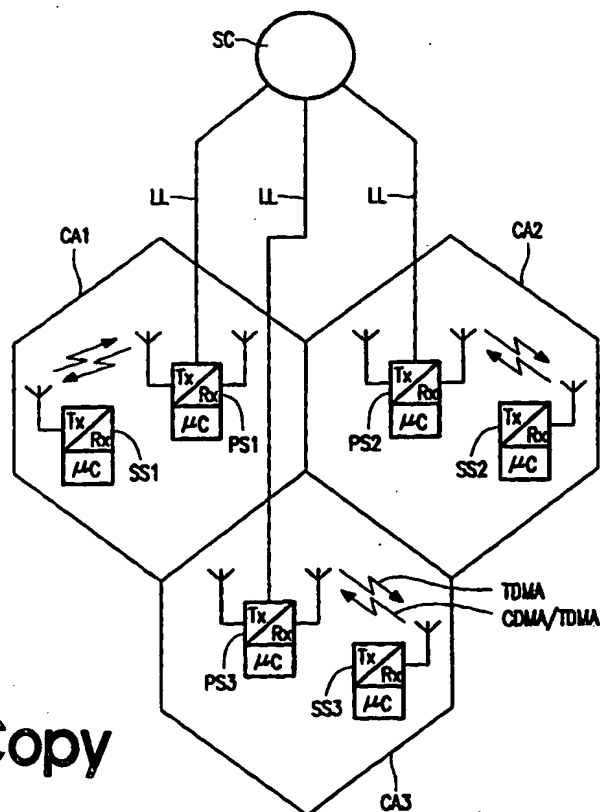 SC
LL LL LL
CA1 CA2
Tx Rx μC PS1
Tx Rx μC SS1
Tx Rx μC PS2
Tx Rx μC SS2
TDMA
CDMA/TDMA
Tx Rx μC PS3
Tx Rx μC SS3
Copy
CA3